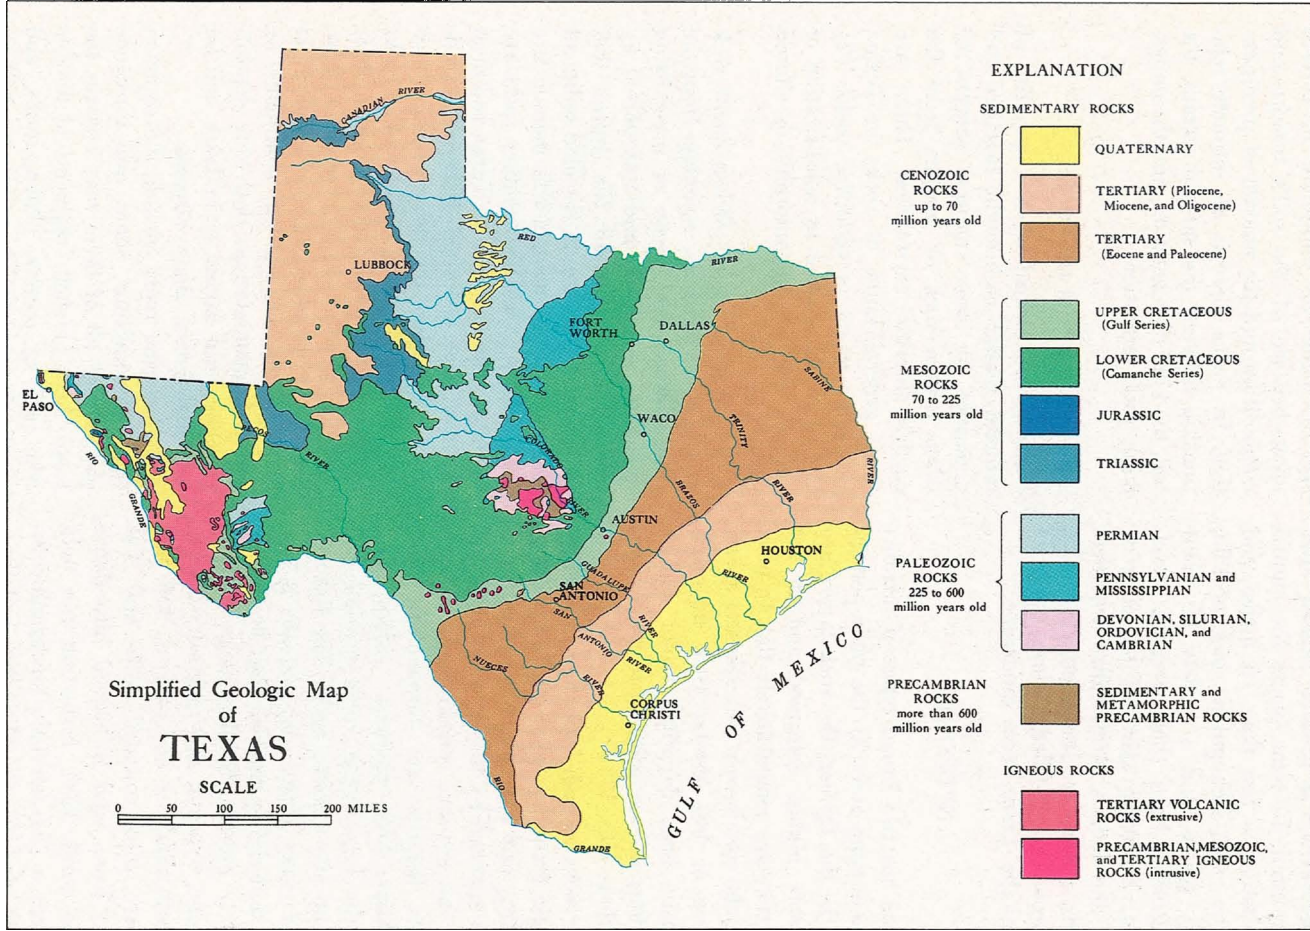 EXPLANATION
SEDIMENTARY ROCKS
CENOZOIC
ROCKS
up to 70
million years old
QUATERNARY
TERTIARY (Pliocene,
Miocene, and Oligocene)
TERTIARY
(Eocene and Paleocene)
MESOZOIC
ROCKS
70 to 225
million years old
UPPER CRETACEOUS
(Gulf Series)
LOWER CRETACEOUS
(Comanche Series)
JURASSIC
TRIASSIC
PALEOZOIC
ROCKS
225 to 600
million years old
PERMIAN
PENNSYLVANIAN and
MISSISSIPPIAN
DEVONIAN, SILURIAN,
ORDOVICIAN, and
CAMBRIAN
PRECAMBRIAN
ROCKS
more than 600
million years old
SEDIMENTARY and
METAMORPHIC
PRECAMBRIAN ROCKS
IGNEOUS ROCKS
TERTIARY VOLCANIC
ROCKS (extrusive)
PRECAMBRIAN, MESOZOIC,
and TERTIARY IGNEOUS
ROCKS (intrusive)
CANADIAN RIVER
LUBBOCK
RED RIVER
FORT
WORTH
DALLAS
EL
PASO
SABINE RIVER
WACO
TRINITY RIVER
PECOS RIVER
COLORADO RIVER
RIO GRANDE
BRAZOS RIVER
AUSTIN
HOUSTON
GUADALUPE RIVER
SAN
ANTONIO
SAN ANTONIO RIVER
NUECES RIVER
CORPUS
CHRISTI
RIO GRANDE
GULF OF MEXICO
Simplified Geologic Map
of
TEXAS
SCALE
0 50 100 150 200 MILES